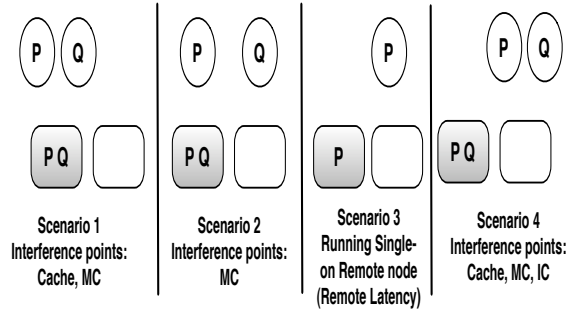 P Q
P Q
P
P Q
P Q
P Q
P
P Q
Scenario 1
Interference points:
Cache, MC
Scenario 2
Interference points:
MC
Scenario 3
Running Single-
on Remote node
(Remote Latency)
Scenario 4
Interference points:
Cache, MC, IC